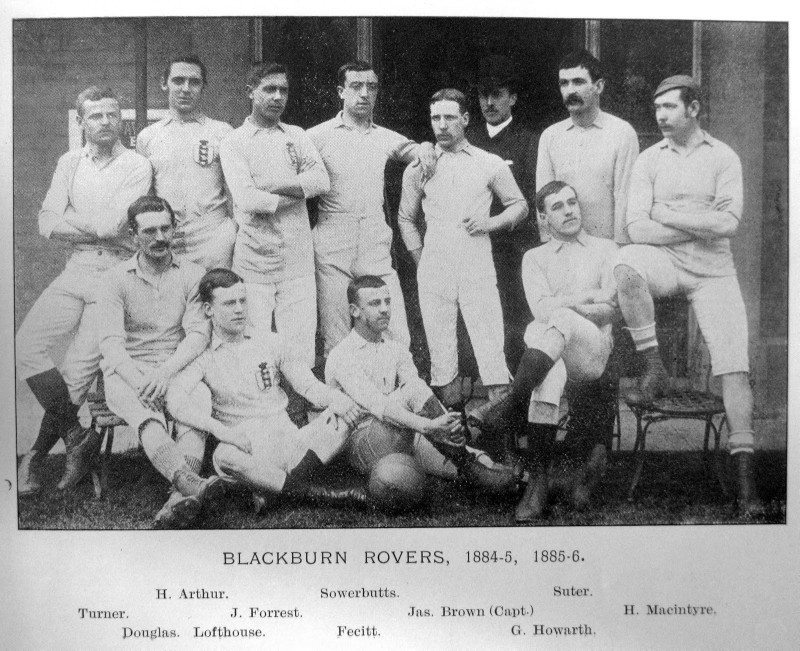 BLACKBURN ROVERS, 1884-5, 1885-6.
H. Arthur. Sowerbutts. Suter.
Turner. J. Forrest. Jas. Brown (Capt.) H. Macintyre.
Douglas. Lofthouse. Fecitt. G. Howarth.